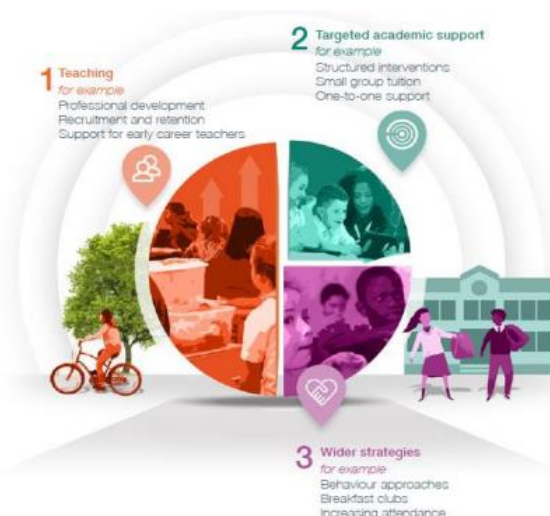 1 Teaching
for example
Professional development
Recruitment and retention
Support for early career teachers
2 Targeted academic support
for example
Structured interventions
Small group tuition
One-to-one support
3 Wider strategies
for example
Behaviour approaches
Breakfast clubs
Increasing attendance